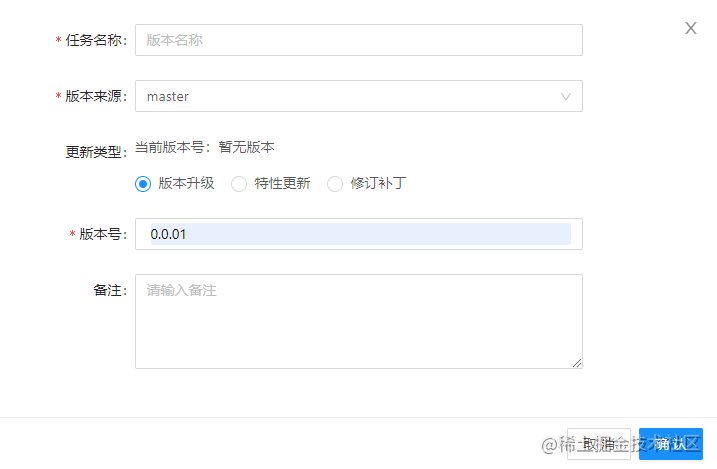 * 任务名称: 版本名称
* 版本来源: master
更新类型: 当前版本号：暂无版本
版本升级 特性更新 修订补丁
* 版本号: 0.0.01
备注: 请输入备注
取消 确认
@稀土掘金技术社区